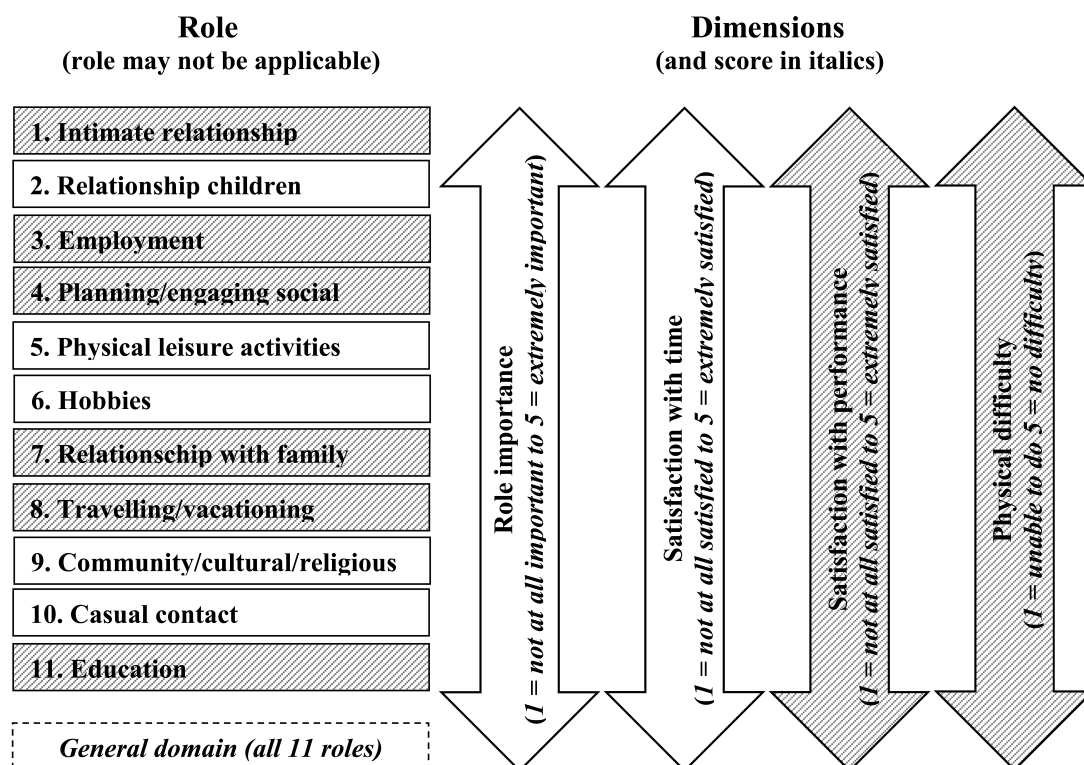 Role
(role may not be applicable)
Dimensions
(and score in italics)
1. Intimate relationship
2. Relationship children
3. Employment
4. Planning/engaging social
5. Physical leisure activities
6. Hobbies
7. Relationschip with family
8. Travelling/vacationing
9. Community/cultural/religious
10. Casual contact
11. Education
General domain (all 11 roles)
Role importance
(1 = not at all important to 5 = extremely important)
Satisfaction with time
(1 = not at all satisfied to 5 = extremely satisfied)
Satisfaction with performance
(1 = not at all satisfied to 5 = extremely satisfied)
Physical difficulty
(1 = unable to do 5 = no difficulty)